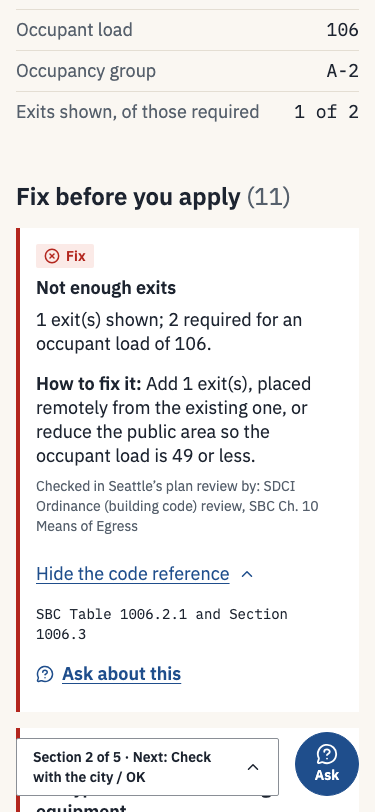 Occupant load 106
Occupancy group A-2
Exits shown, of those required 1 of 2
Fix before you apply (11)
Fix
Not enough exits
1 exit(s) shown; 2 required for an
occupant load of 106.
How to fix it: Add 1 exit(s), placed
remotely from the existing one, or
reduce the public area so the
occupant load is 49 or less.
Checked in Seattle’s plan review by: SDCI
Ordinance (building code) review, SBC Ch. 10
Means of Egress
Hide the code reference
SBC Table 1006.2.1 and Section
1006.3
Ask about this
Section 2 of 5 · Next: Check
with the city / OK
Ask
equipment